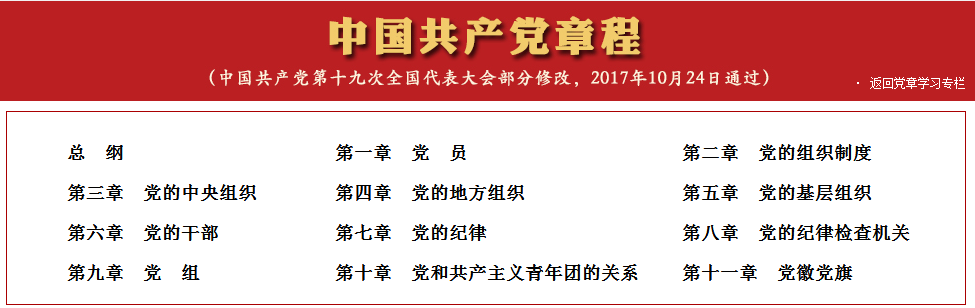 中国共产党章程
（中国共产党第十九次全国代表大会部分修改，2017年10月24日通过）
· 返回党章学习专栏
总　纲　第一章　党　员　第二章　党的组织制度
第三章　党的中央组织　第四章　党的地方组织　第五章　党的基层组织
第六章　党的干部　第七章　党的纪律　第八章　党的纪律检查机关
第九章　党　组　第十章　党和共产主义青年团的关系　第十一章　党徽党旗